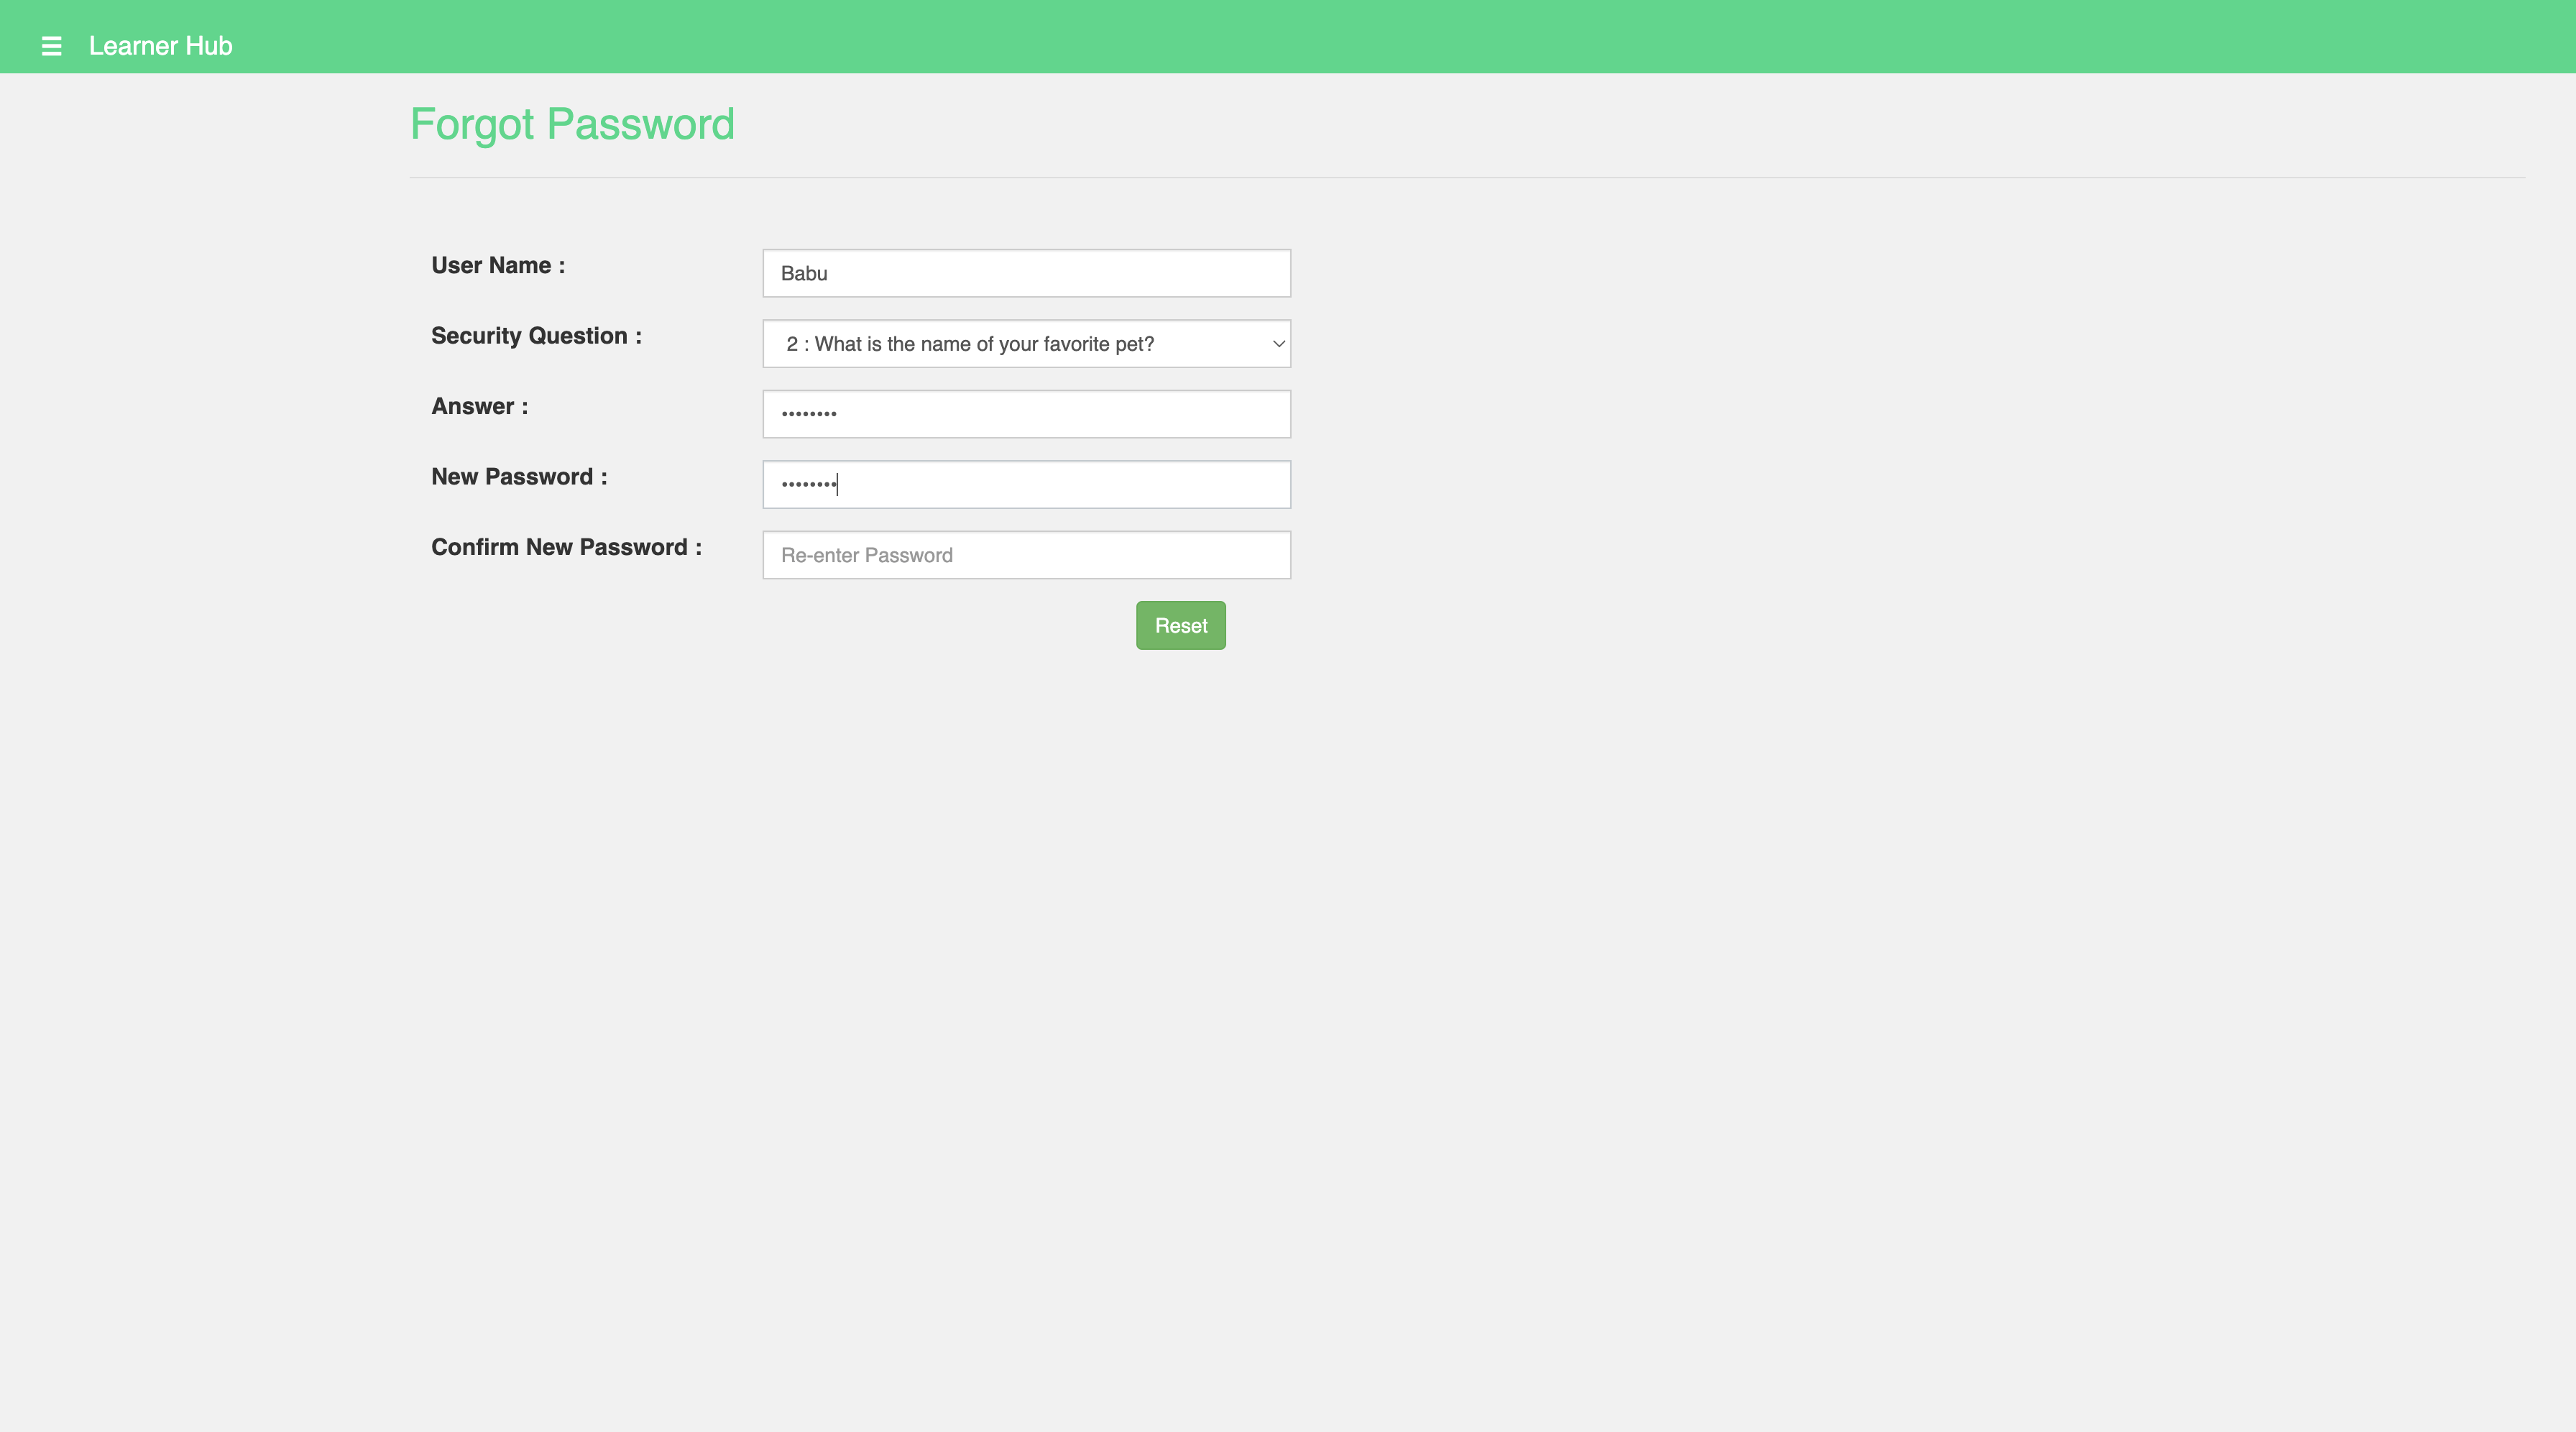 Learner Hub
Forgot Password
User Name : Babu
Security Question : 2 : What is the name of your favorite pet?
Answer : ••••••••
New Password : ••••••••
Confirm New Password : Re-enter Password
Reset